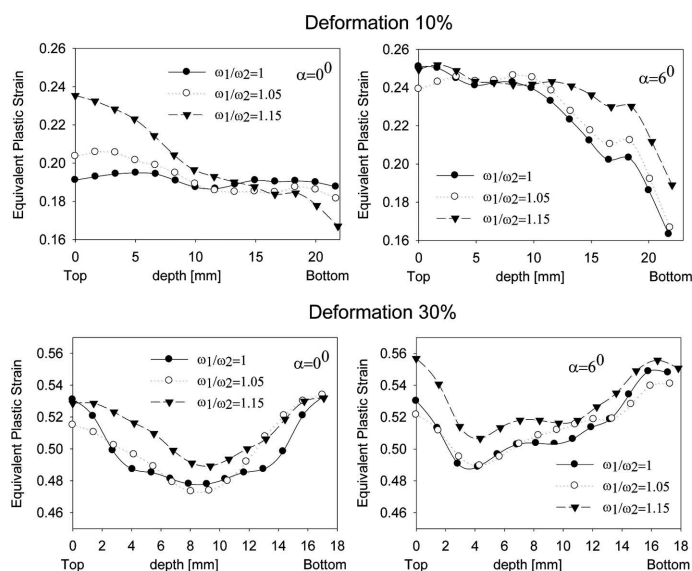 Deformation 10%
Equivalent Plastic Strain
0.26
0.24
0.22
0.20
0.18
0.16
ω1/ω2=1
ω1/ω2=1.05
ω1/ω2=1.15
α=0⁰
0 5 10 15 20
Top depth [mm] Bottom
Equivalent Plastic Strain
0.26
0.24
0.22
0.20
0.18
0.16
α=6⁰
ω1/ω2=1
ω1/ω2=1.05
ω1/ω2=1.15
0 5 10 15 20
Top depth [mm] Bottom
Deformation 30%
Equivalent Plastic Strain
0.56
0.54
0.52
0.50
0.48
0.46
ω1/ω2=1
ω1/ω2=1.05
ω1/ω2=1.15
α=0⁰
0 2 4 6 8 10 12 14 16 18
Top depth [mm] Bottom
Equivalent Plastic Strain
0.56
0.54
0.52
0.50
0.48
0.46
α=6⁰
ω1/ω2=1
ω1/ω2=1.05
ω1/ω2=1.15
0 2 4 6 8 10 12 14 16 18
Top depth [mm] Bottom